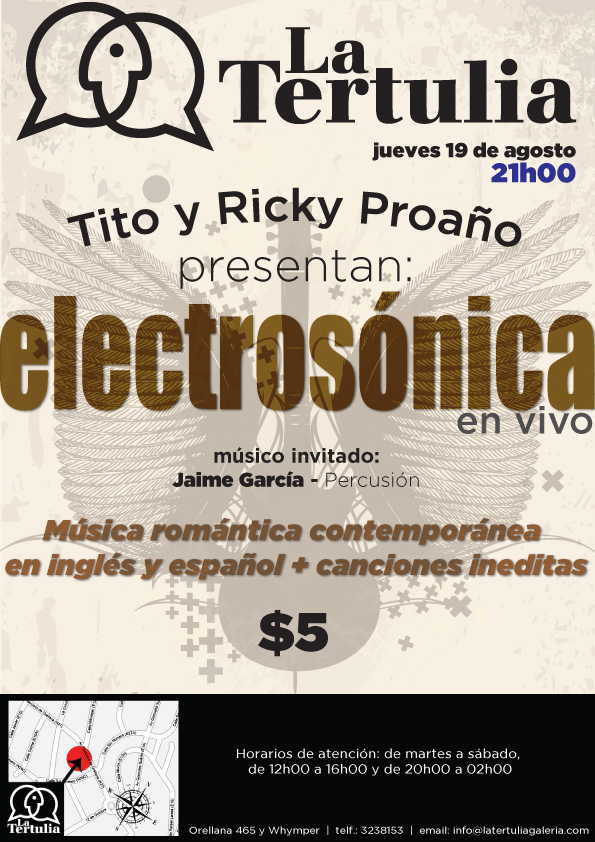 La
Tertulia
jueves 19 de agosto
21h00
Tito y Ricky Proaño
presentan:
electrosónica
en vivo
músico invitado:
Jaime García - Percusión
Música romántica contemporánea
en inglés y español + canciones ineditas
$5
Horarios de atención: de martes a sábado,
de 12h00 a 16h00 y de 20h00 a 02h00
La
Tertulia
Orellana 465 y Whymper | telf.: 3238153 | email: info@latertuliagaleria.com